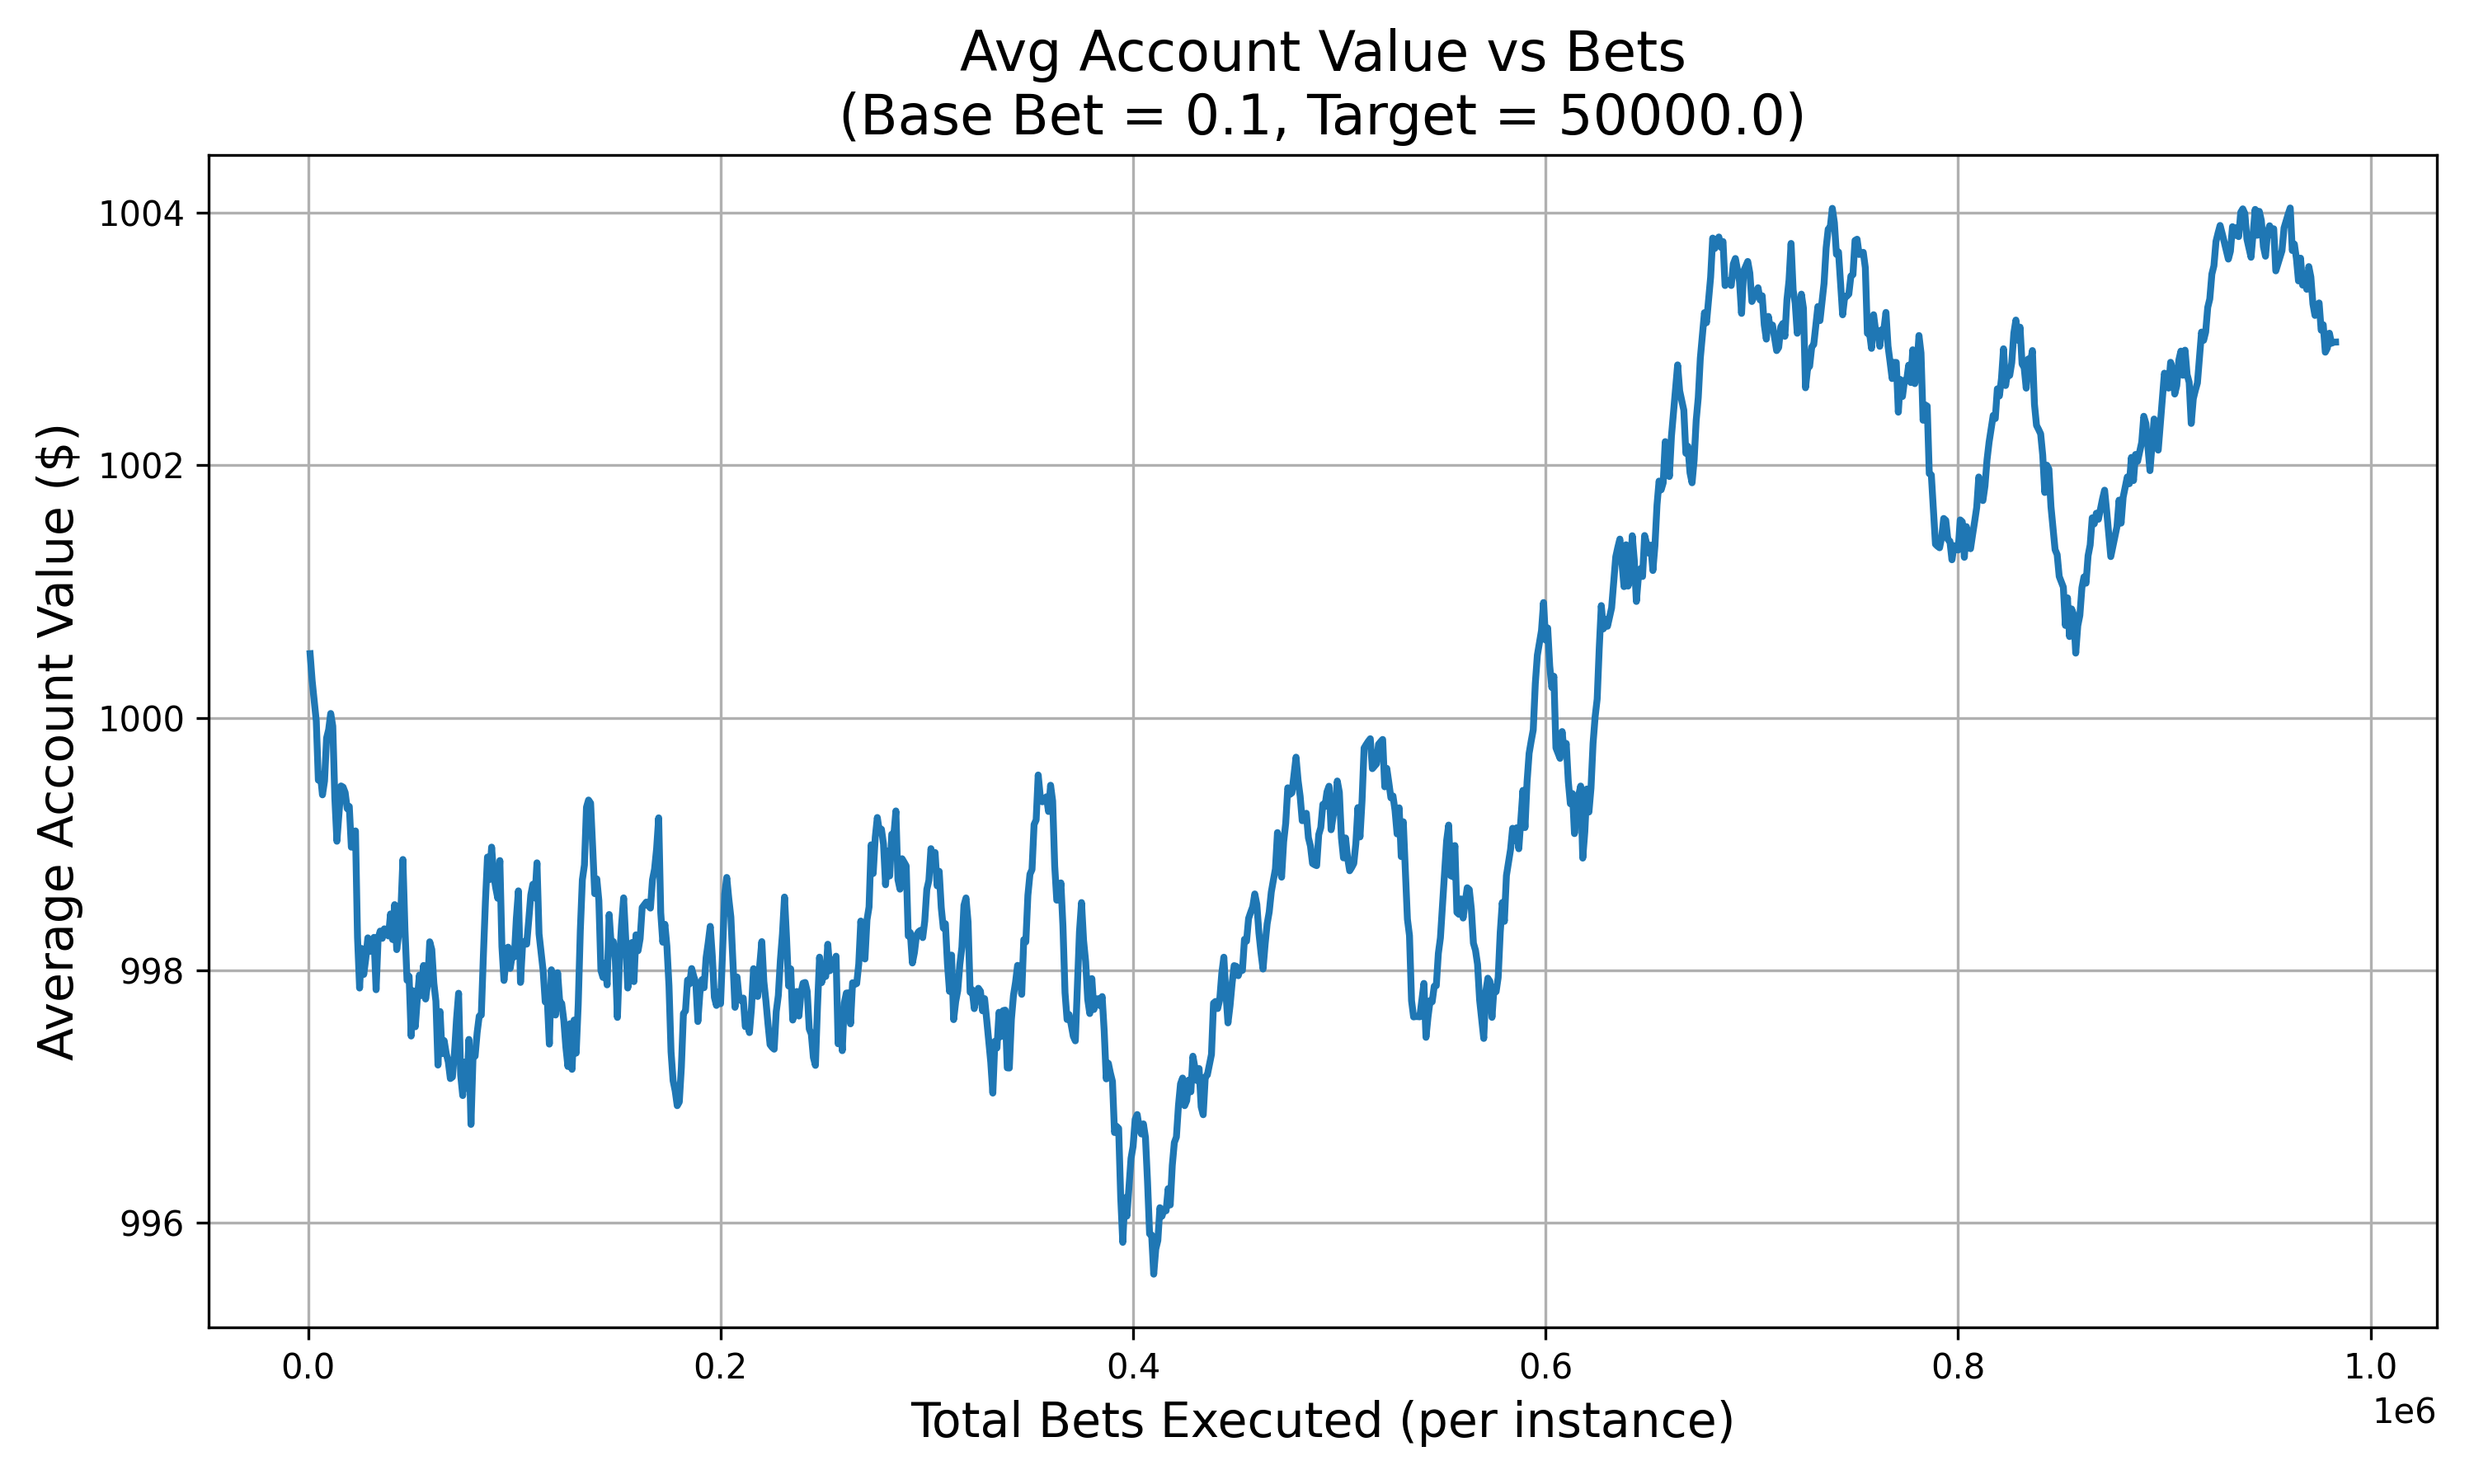 Avg Account Value vs Bets
(Base Bet = 0.1, Target = 50000.0)
Average Account Value ($)
1004
1002
1000
998
996
0.0 0.2 0.4 0.6 0.8 1.0
1e6
Total Bets Executed (per instance)